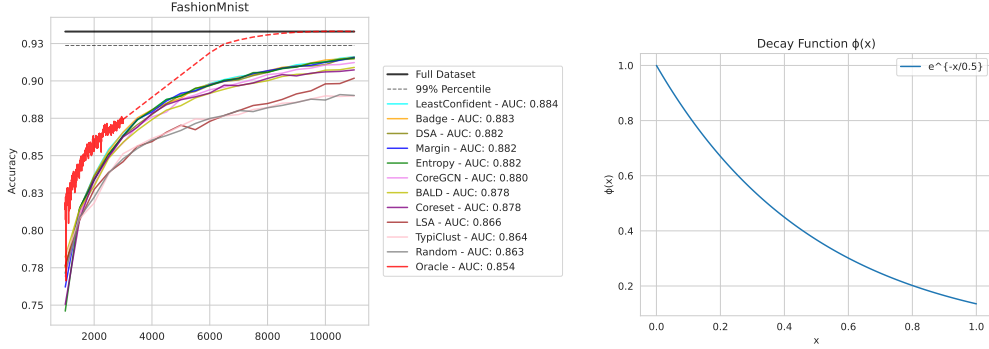 FashionMnist
Accuracy
0.93
0.90
0.88
0.85
0.83
0.80
0.78
0.75
2000 4000 6000 8000 10000
Full Dataset
99% Percentile
LeastConfident - AUC: 0.884
Badge - AUC: 0.883
DSA - AUC: 0.882
Margin - AUC: 0.882
Entropy - AUC: 0.882
CoreGCN - AUC: 0.880
BALD - AUC: 0.878
Coreset - AUC: 0.878
LSA - AUC: 0.866
TypiClust - AUC: 0.864
Random - AUC: 0.863
Oracle - AUC: 0.854
Decay Function ϕ(x)
ϕ(x)
1.0
0.8
0.6
0.4
0.2
e^{-x/0.5}
0.0 0.2 0.4 0.6 0.8 1.0
x